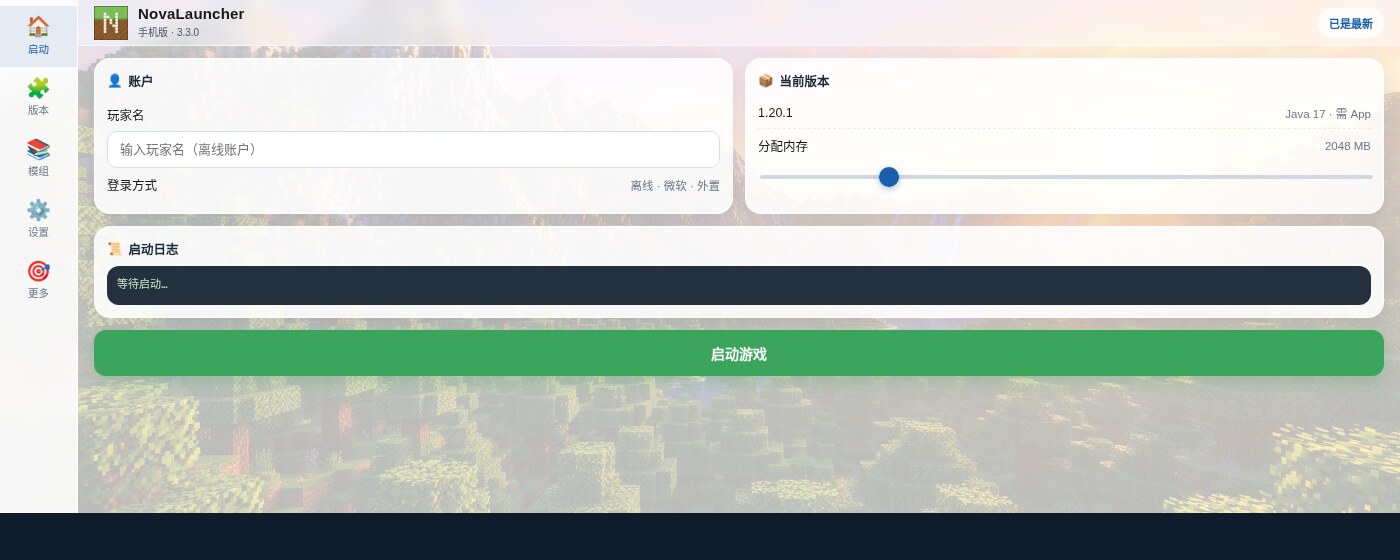 NovaLauncher
手机版 · 3.3.0
已是最新
启动
版本
模组
设置
更多
👤 账户
玩家名
输入玩家名（离线账户）
登录方式
离线 · 微软 · 外置
📦 当前版本
1.20.1
Java 17 · 需 App
分配内存
2048 MB
📜 启动日志
等待启动…
启动游戏